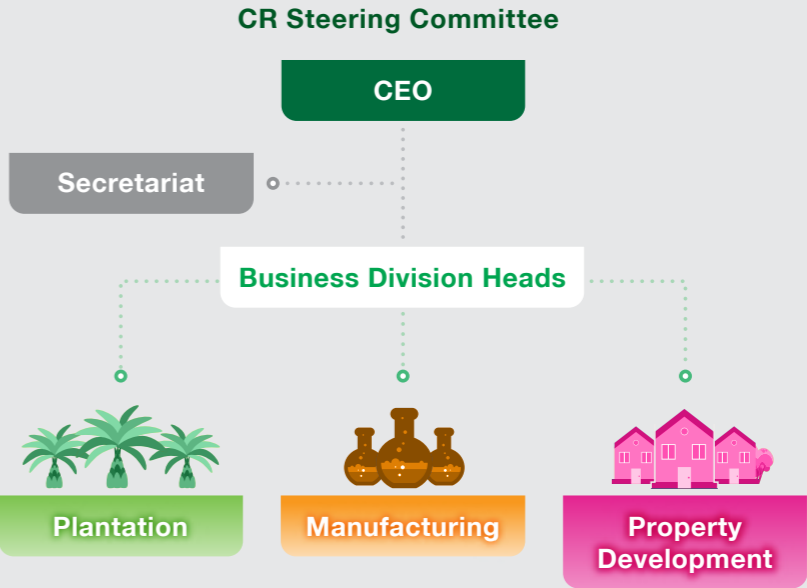 CR Steering Committee
CEO
Secretariat
Business Division Heads
Plantation
Manufacturing
Property
Development